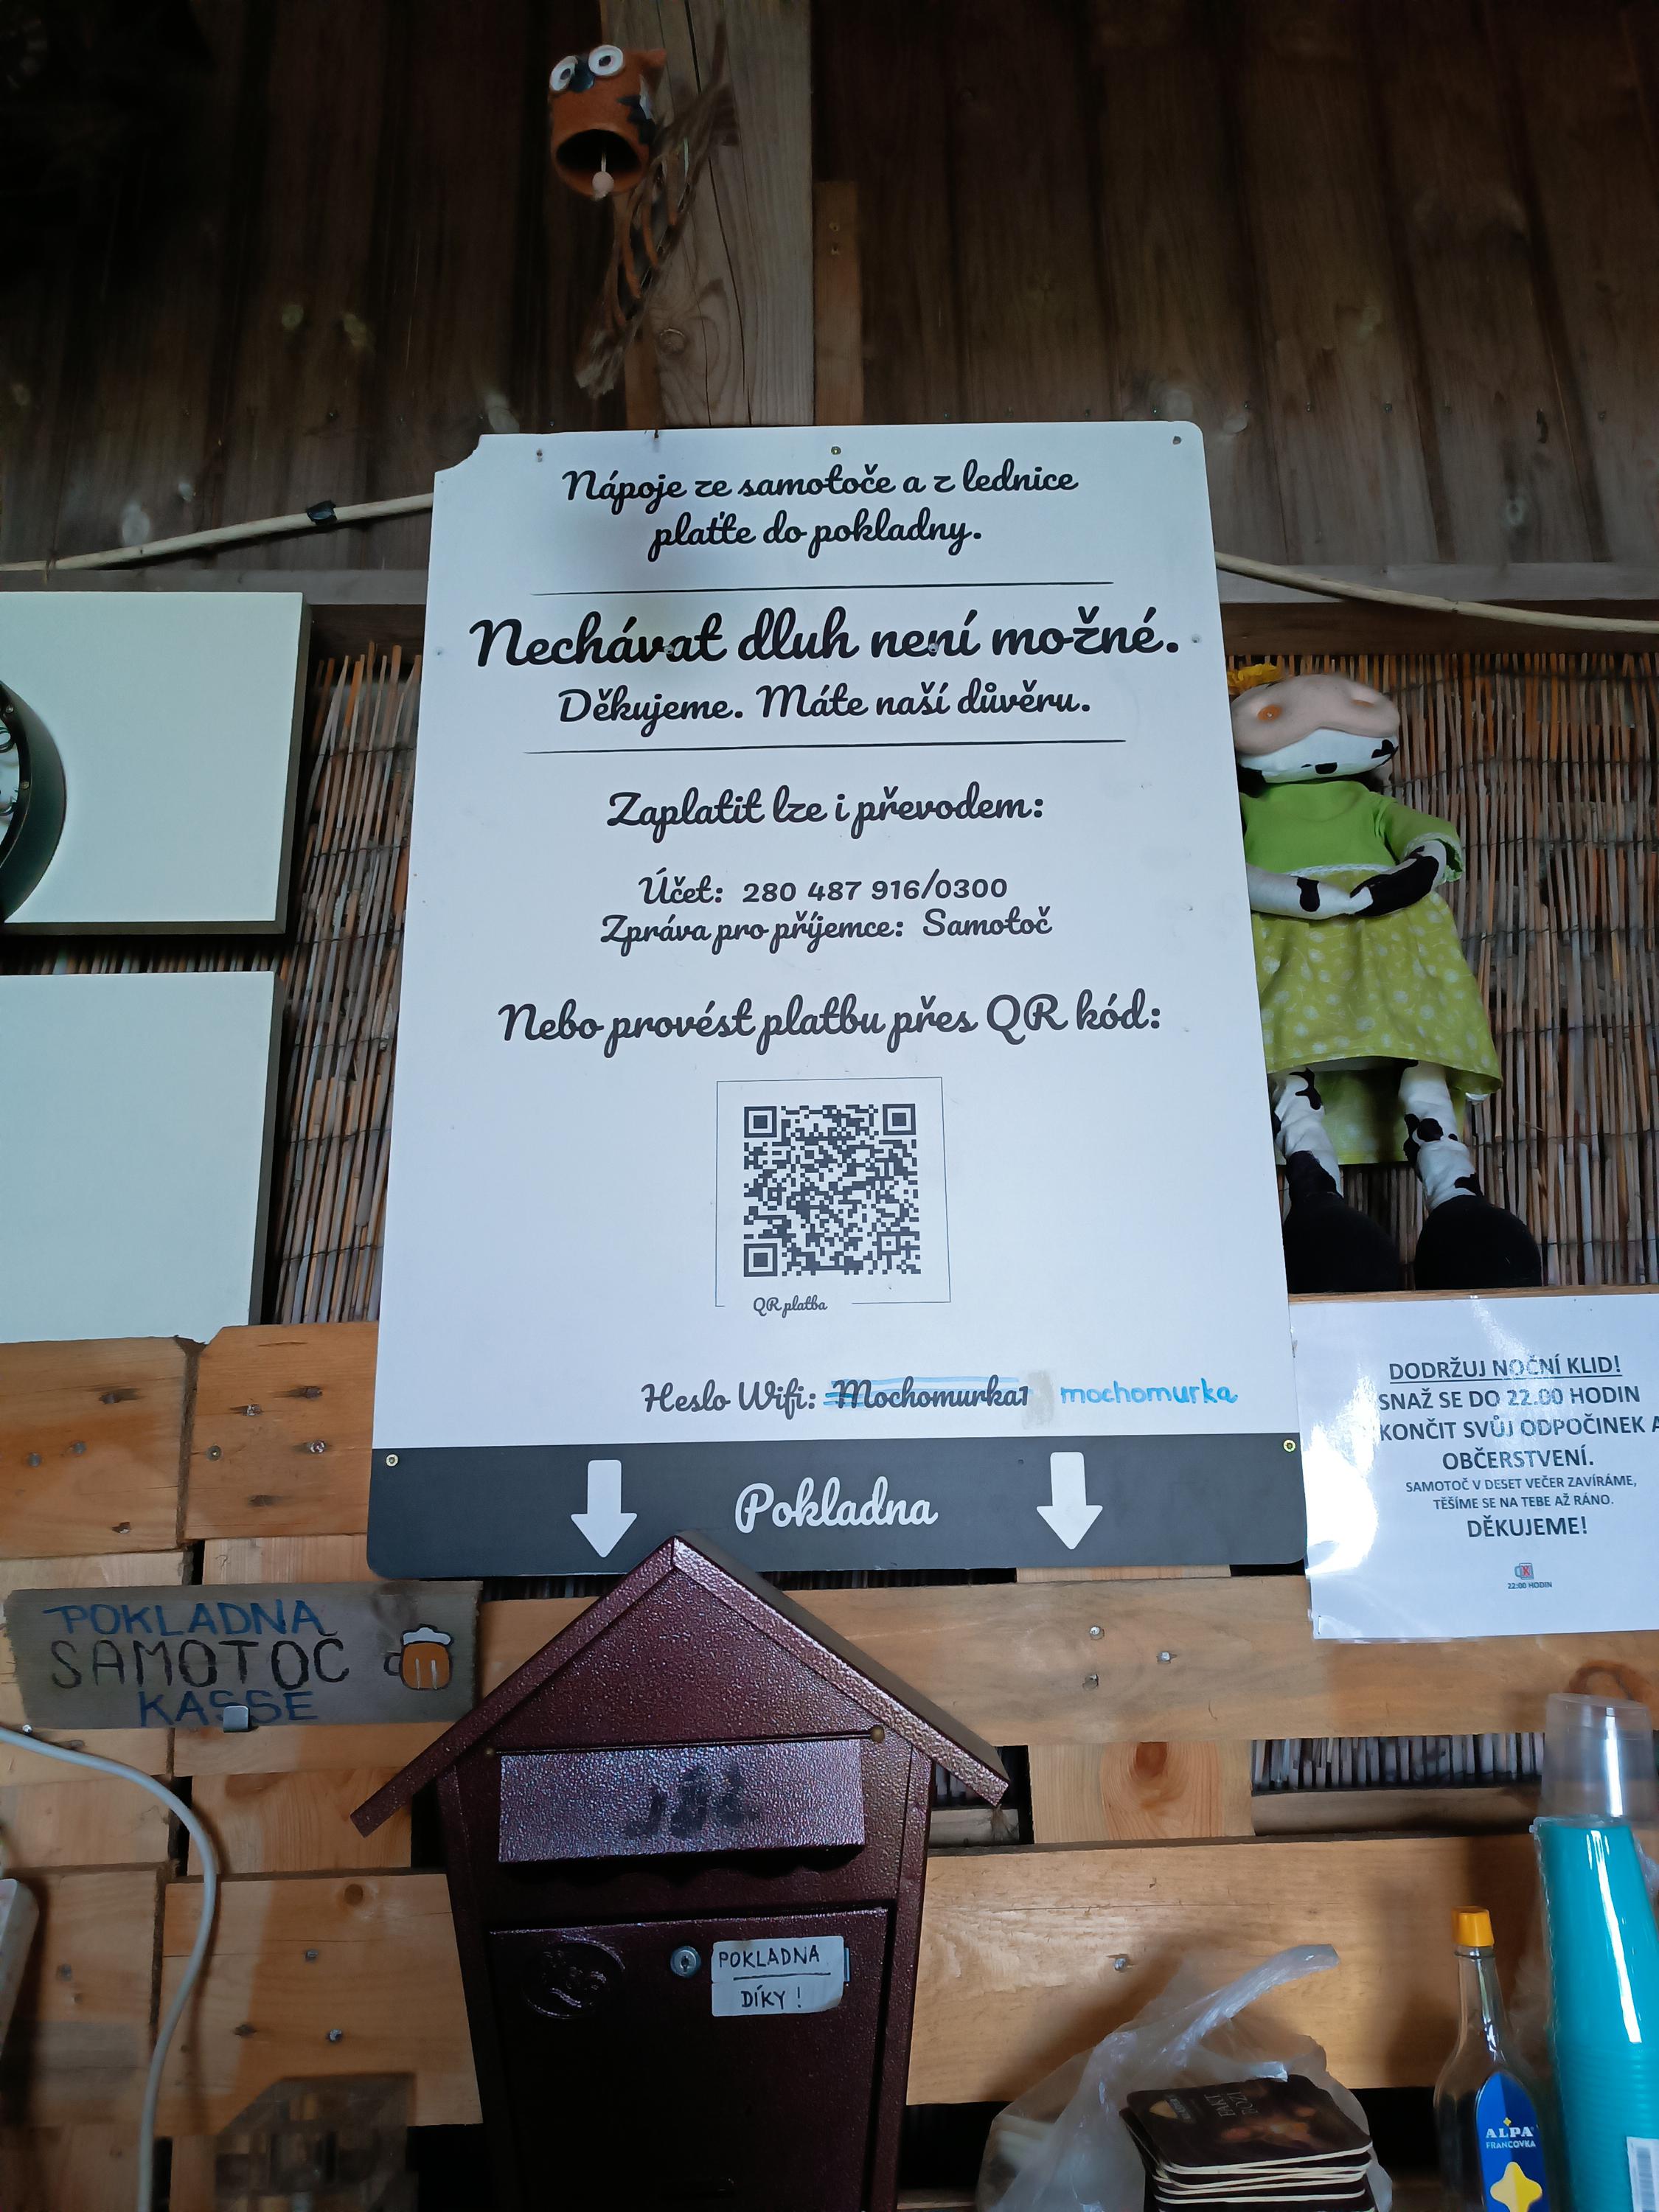 Nápoje ze samotoče a z lednice
plaťte do pokladny.
Nechávat dluh není možné.
Děkujeme. Máte naší důvěru.
Zaplatit lze i převodem:
Účet: 280 487 916/0300
Zpráva pro příjemce: Samotoč
Nebo provést platbu přes QR kód:
QR platba
Heslo Wifi: Mochomurka1 mochomurka
Pokladna
DODRŽUJ NOČNÍ KLID!
SNAŽ SE DO 22.00 HODIN
KONČIT SVŮJ ODPOČINEK A
OBČERSTVENÍ.
SAMOTOČ V DESET VEČER ZAVÍRÁME,
TĚŠÍME SE NA TEBE AŽ RÁNO.
DĚKUJEME!
22:00 HODIN
POKLADNA
SAMOTOC
KASSE
POKLADNA
DÍKY!
ALPA
FRANCOVKA